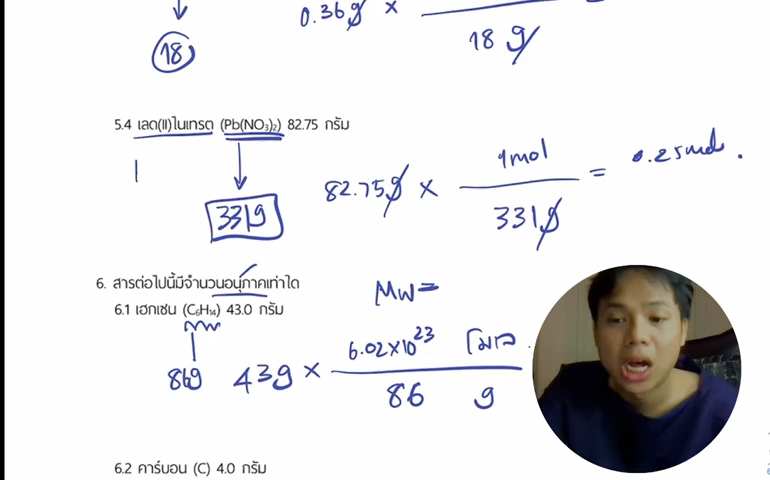 0.36g ×
18 g
18
5.4 เลด(II)ไนเทรต (Pb(NO₃)₂) 82.75 กรัม
331g
82.75g × 1mol = 0.25mol.
331g
6. สารต่อไปนี้มีจำนวนอนุภาคเท่าใด
MW=
6.1 เฮกเซน (C₆H₁₄) 43.0 กรัม
86g 43g × 6.02×10²³ โมเล
86 g
6.2 คาร์บอน (C) 4.0 กรัม